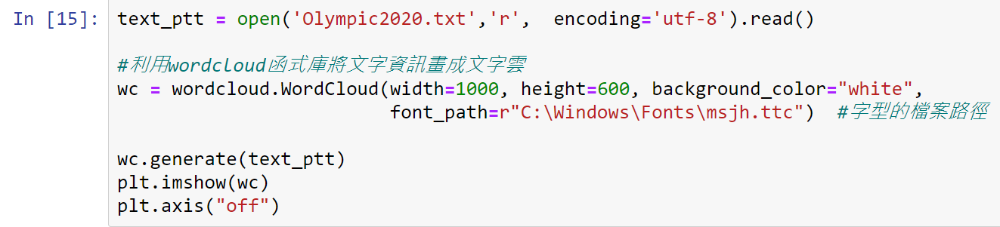 In [15]: text_ptt = open('Olympic2020.txt','r',  encoding='utf-8').read()
#利用wordcloud函式庫將文字資訊畫成文字雲
wc = wordcloud.WordCloud(width=1000, height=600, background_color="white",
font_path=r"C:\Windows\Fonts\msjh.ttc")  #字型的檔案路徑
wc.generate(text_ptt)
plt.imshow(wc)
plt.axis("off")